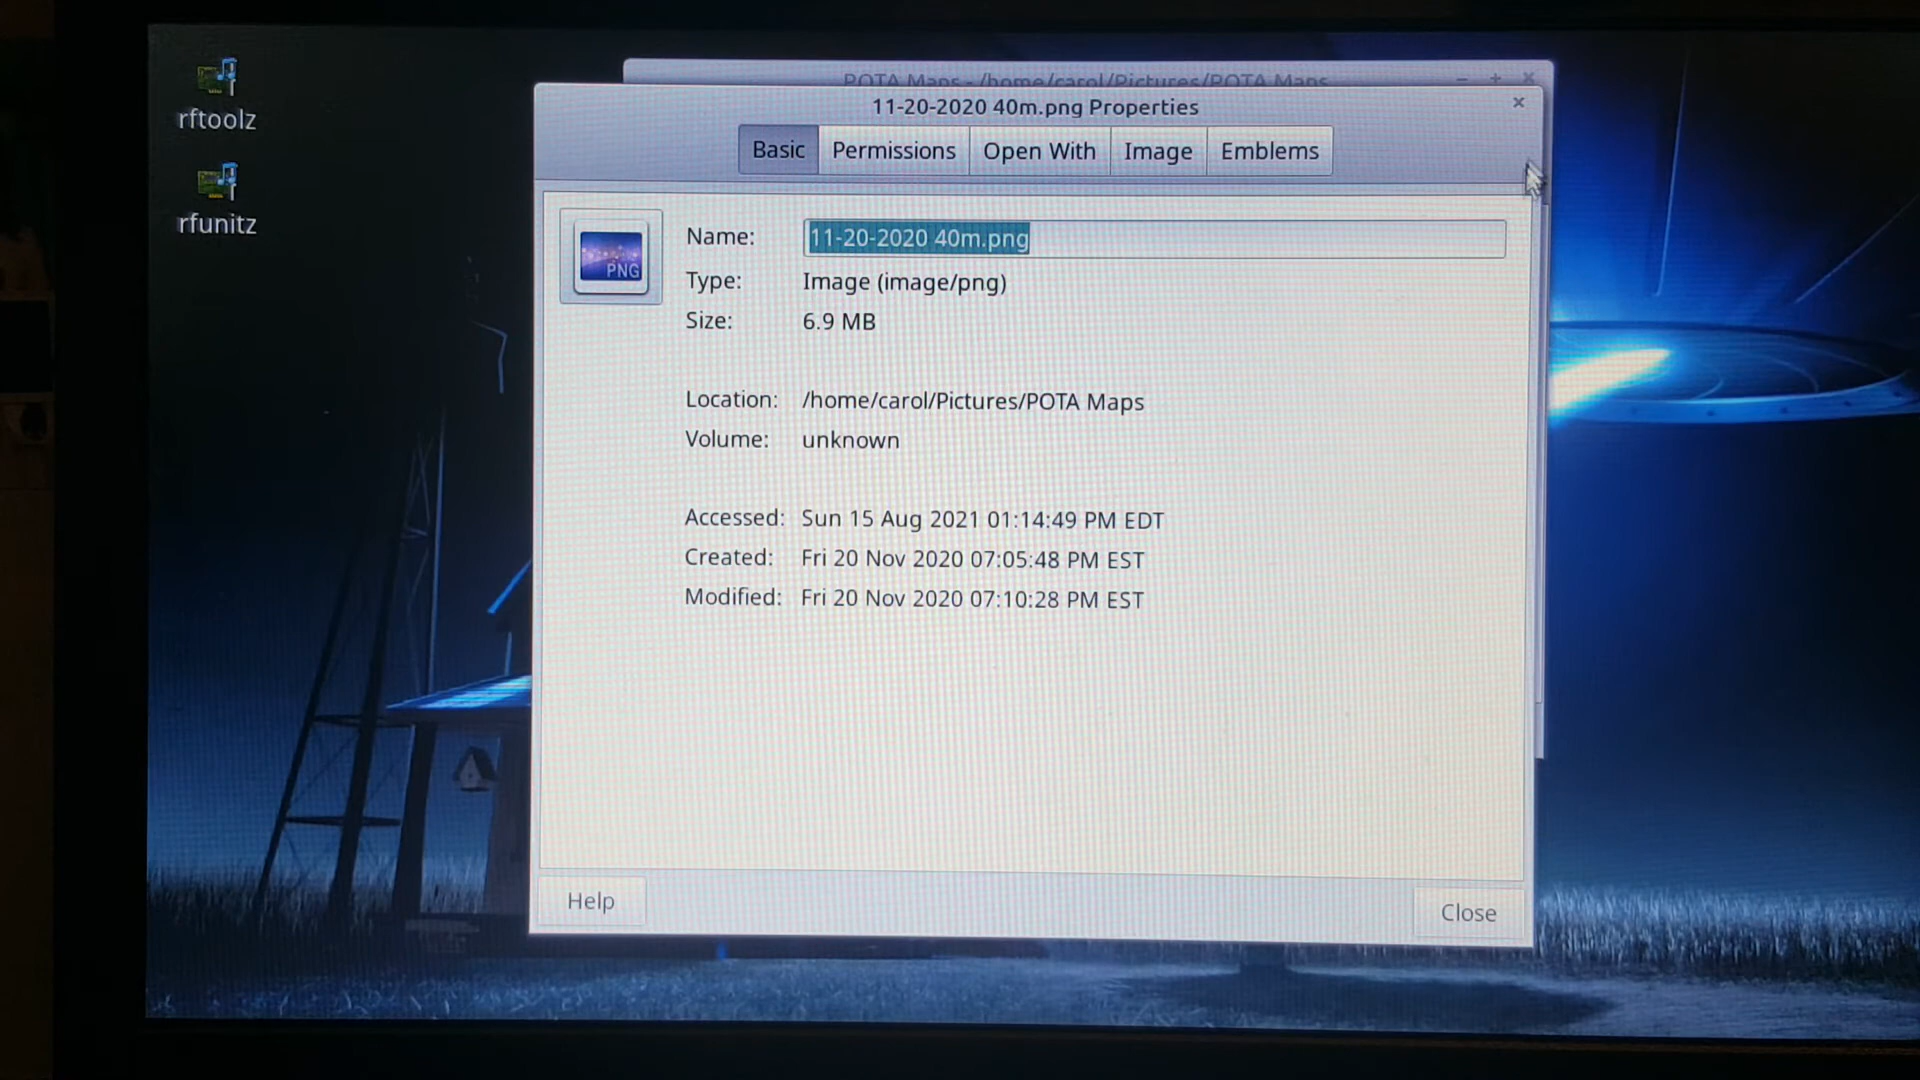 rftoolz
rfunitz
POTA Maps - /home/carol/Pictures/POTA Maps
11-20-2020 40m.png Properties
Basic
Permissions
Open With
Image
Emblems
PNG
Name: 11-20-2020 40m.png
Type: Image (image/png)
Size: 6.9 MB
Location: /home/carol/Pictures/POTA Maps
Volume: unknown
Accessed: Sun 15 Aug 2021 01:14:49 PM EDT
Created: Fri 20 Nov 2020 07:05:48 PM EST
Modified: Fri 20 Nov 2020 07:10:28 PM EST
Help
Close